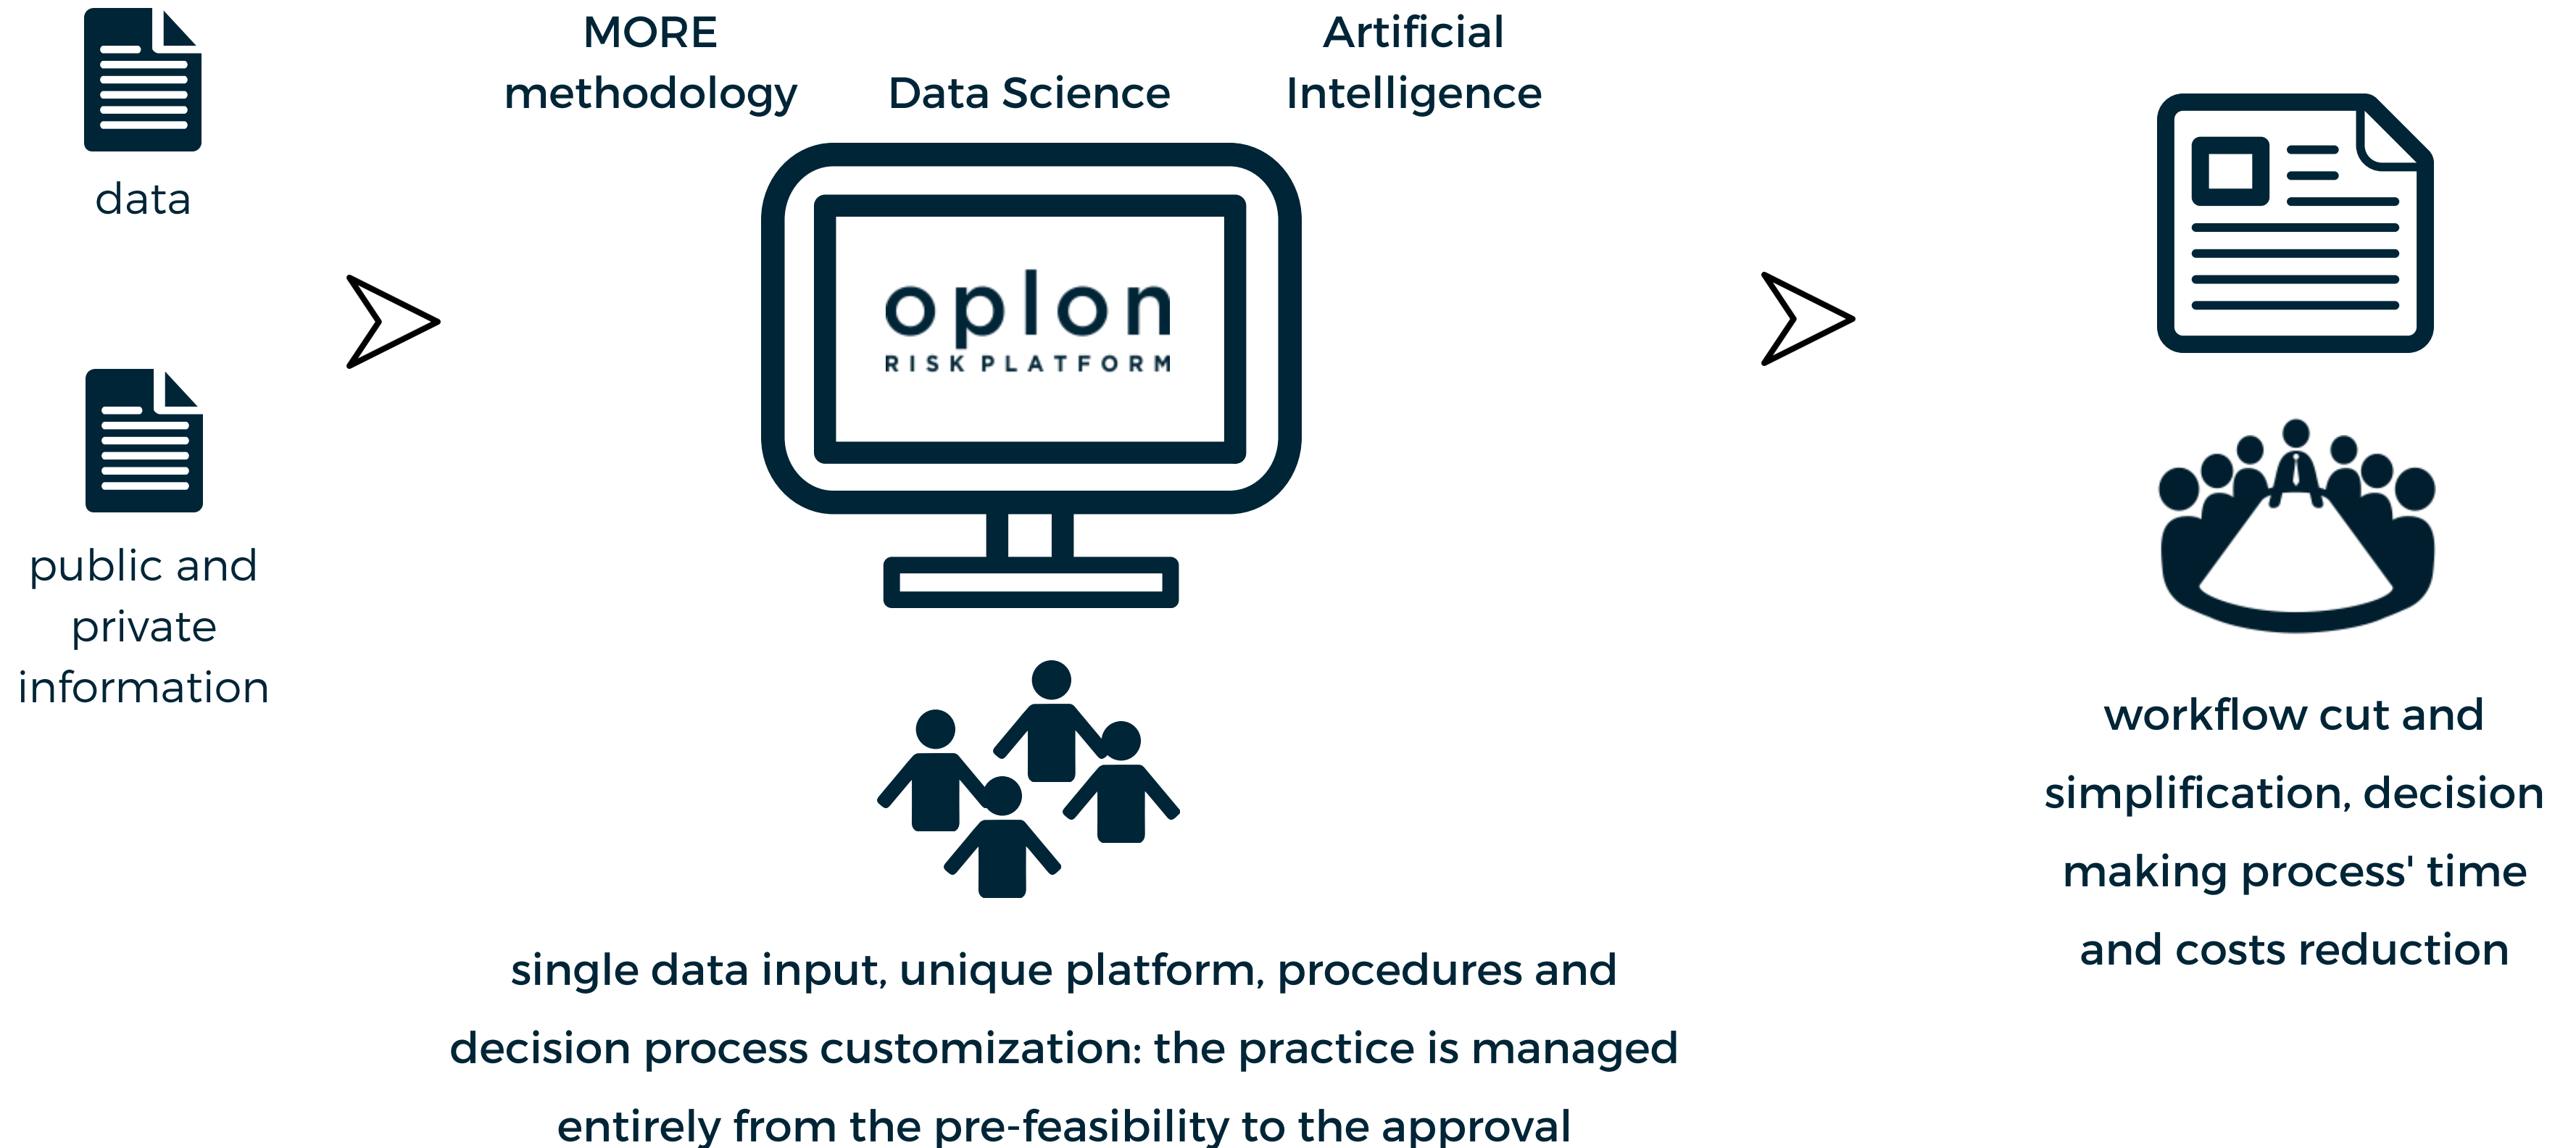 data
public and
private
information
MORE
methodology
Data Science
Artificial
Intelligence
oplon
RISK PLATFORM
single data input, unique platform, procedures and
decision process customization: the practice is managed
entirely from the pre-feasibility to the approval
workflow cut and
simplification, decision
making process' time
and costs reduction